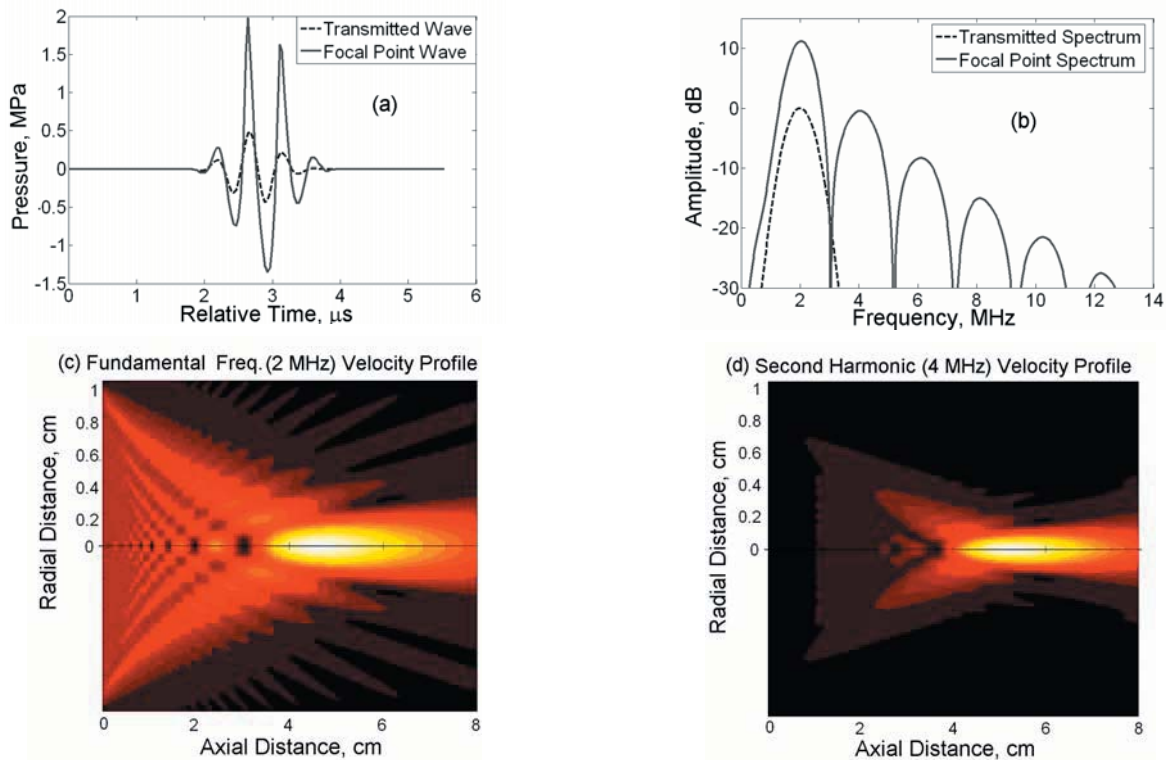 2
1.5
1
0.5
0
-0.5
-1
-1.5
0 1 2 3 4 5 6
Pressure, MPa
Relative Time, μs
Transmitted Wave
Focal Point Wave
(a)
10
0
-10
-20
-30
0 2 4 6 8 10 12 14
Amplitude, dB
Frequency, MHz
Transmitted Spectrum
Focal Point Spectrum
(b)
(c) Fundamental Freq. (2 MHz) Velocity Profile
1
0.8
0.6
0.4
0.2
0
Radial Distance, cm
0 2 4 6 8
Axial Distance, cm
(d) Second Harmonic (4 MHz) Velocity Profile
1
0.8
0.6
0.4
0.2
0
Radial Distance, cm
0 2 4 6 8
Axial Distance, cm